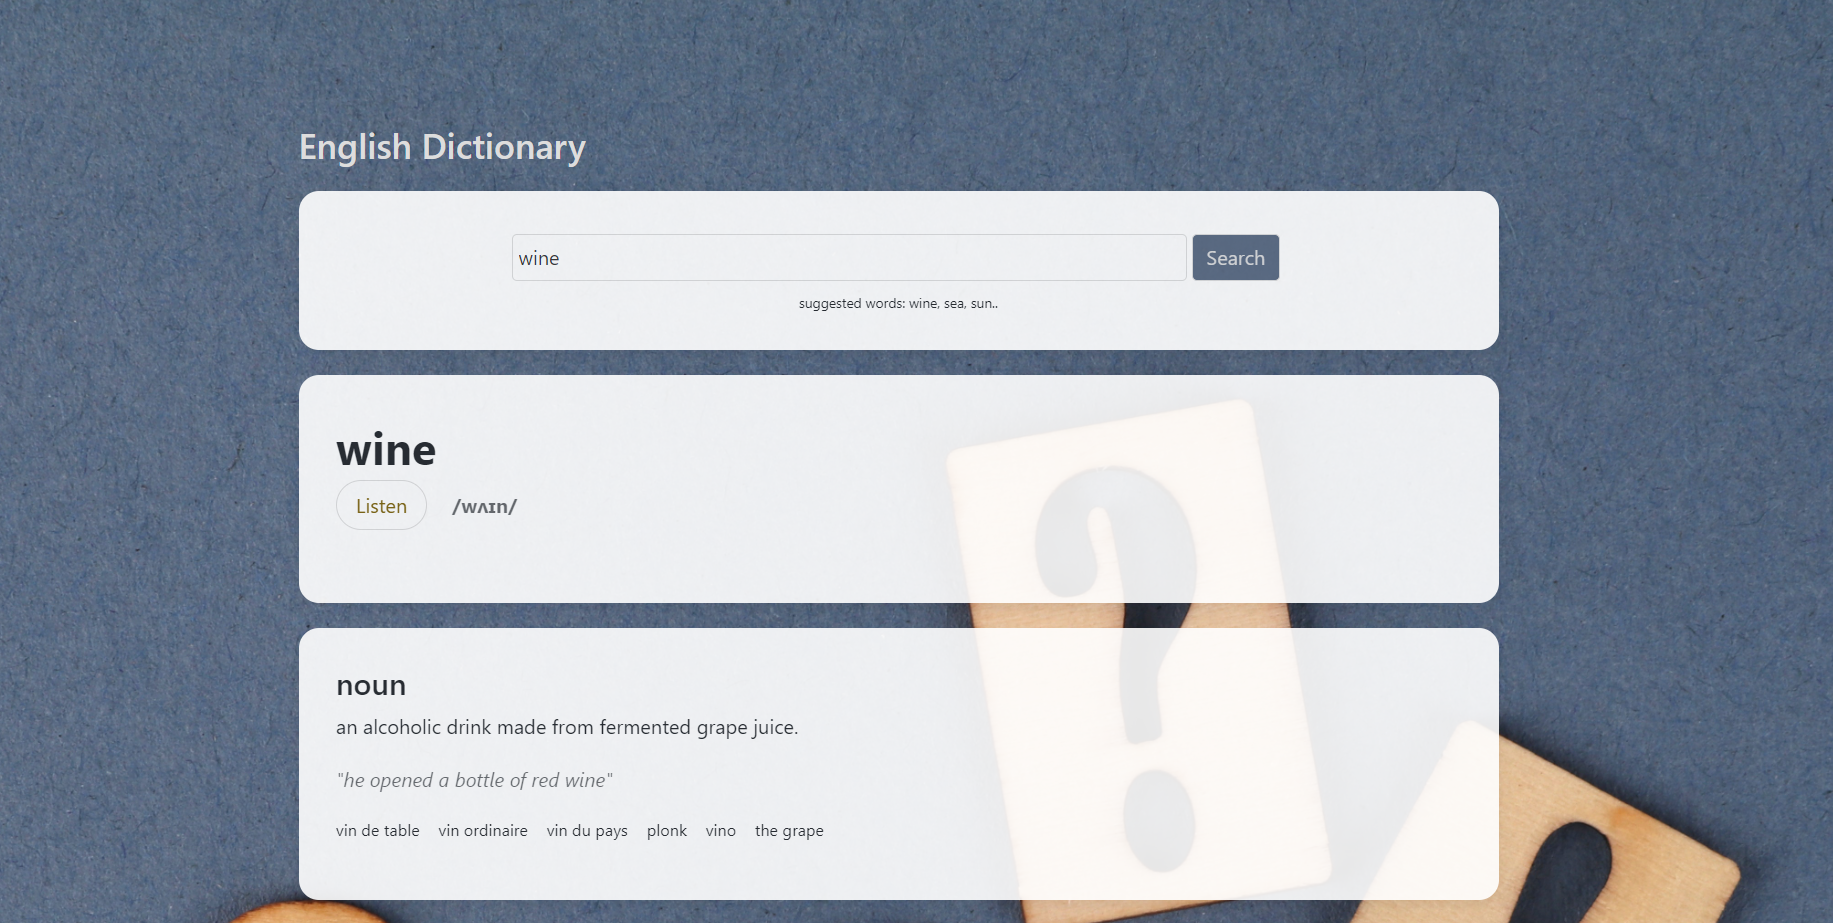 English Dictionary
wine Search
suggested words: wine, sea, sun..
wine
Listen /wʌɪn/
noun
an alcoholic drink made from fermented grape juice.
"he opened a bottle of red wine"
vin de table vin ordinaire vin du pays plonk vino the grape